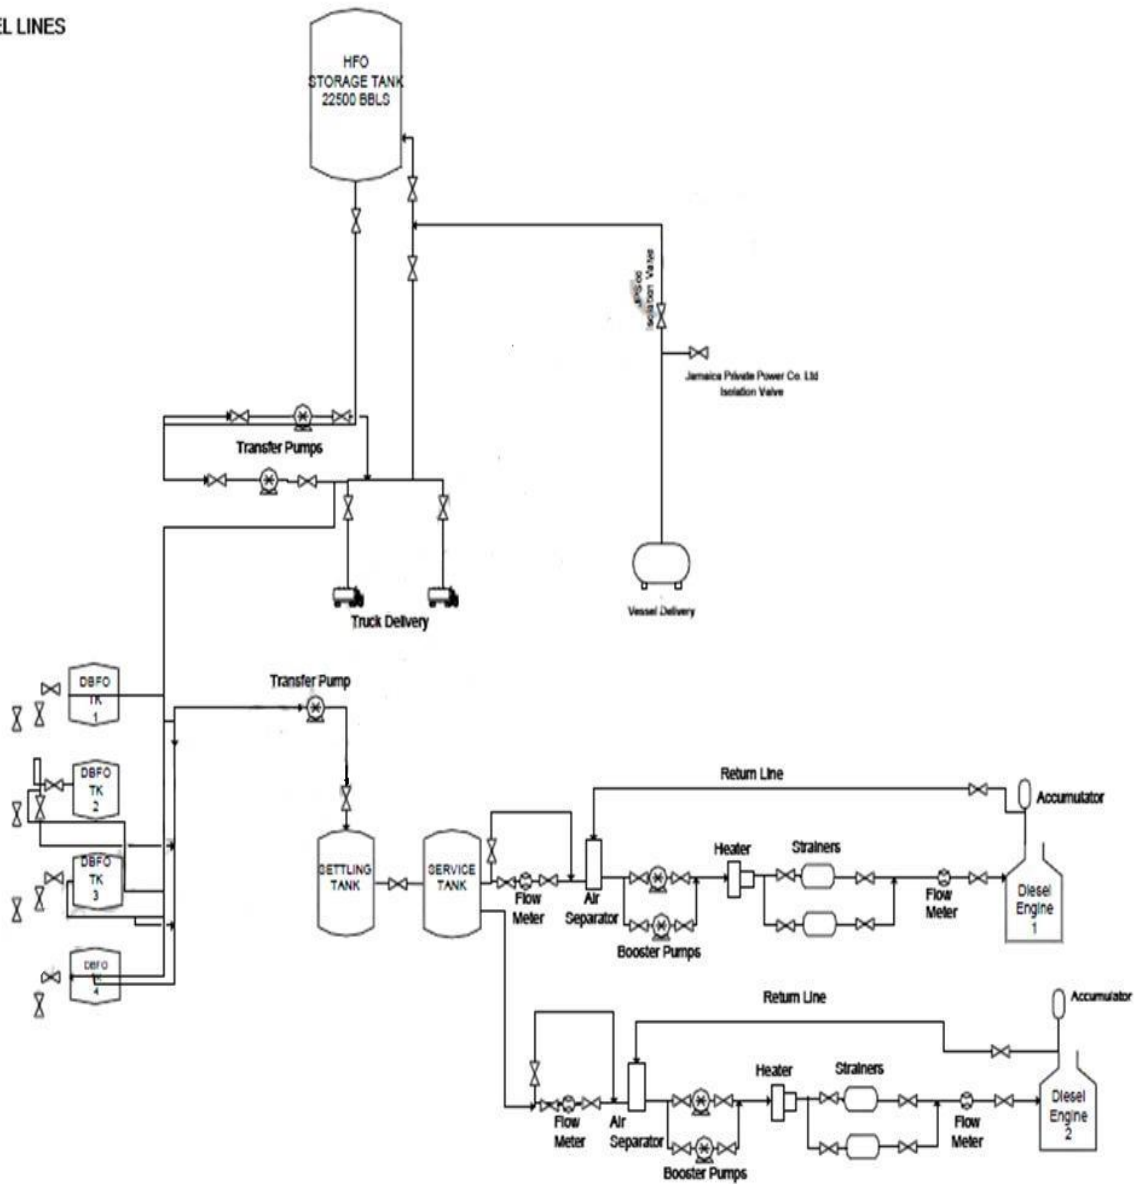 EL LINES
HFO
STORAGE TANK
22500 BBLS
JPSco
Isolation Valve
Jamaica Private Power Co. Ltd
Isolation Valve
Transfer Pumps
Truck Delivery
Vessel Delivery
DBFO
TK
1
Transfer Pump
DBFO
TK
2
DBFO
TK
3
DBFO
TK
4
SETTLING
TANK
SERVICE
TANK
Flow
Meter
Air
Separator
Return Line
Booster Pumps
Heater
Strainers
Flow
Meter
Accumulator
Diesel
Engine
1
Flow
Meter
Air
Separator
Return Line
Booster Pumps
Heater
Strainers
Flow
Meter
Accumulator
Diesel
Engine
2